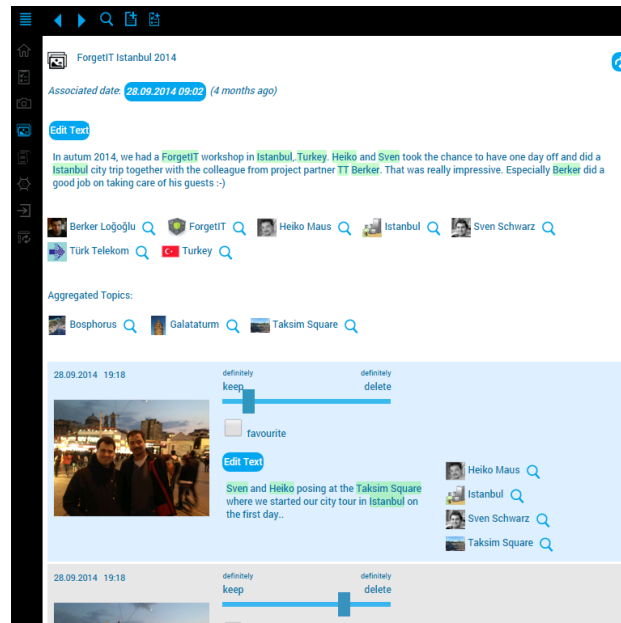 ForgetIT Istanbul 2014
Associated date: 28.09.2014 09:02 (4 months ago)
Edit Text
In autum 2014, we had a ForgetIT workshop in Istanbul,.Turkey. Heiko and Sven took the chance to have one day off and did a
Istanbul city trip together with the colleague from project partner TT Berker. That was really impressive. Especially Berker did a
good job on taking care of his guests :-)
Berker Loğoğlu ForgetIT Heiko Maus Istanbul Sven Schwarz
Türk Telekom Turkey
Aggregated Topics:
Bosphorus Galataturm Taksim Square
28.09.2014 19:18
definitely definitely
keep delete
favourite
Edit Text
Sven and Heiko posing at the Taksim Square
where we started our city tour in Istanbul on
the first day..
Heiko Maus
Istanbul
Sven Schwarz
Taksim Square
28.09.2014 19:18
definitely definitely
keep delete